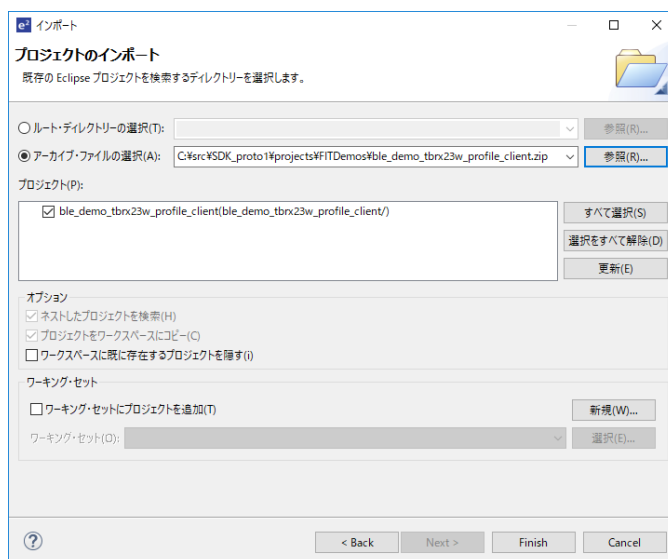 e² インポート
プロジェクトのインポート
既存の Eclipse プロジェクトを検索するディレクトリーを選択します。
ルート・ディレクトリーの選択(T):
参照(R)...
アーカイブ・ファイルの選択(A): C:¥src¥SDK_proto1¥projects¥FITDemos¥ble_demo_tbrx23w_profile_client.zip 参照(R)...
プロジェクト(P):
ble_demo_tbrx23w_profile_client(ble_demo_tbrx23w_profile_client/)
すべて選択(S)
選択をすべて解除(D)
更新(E)
オプション
ネストしたプロジェクトを検索(H)
プロジェクトをワークスペースにコピー(C)
ワークスペースに既に存在するプロジェクトを隠す(i)
ワーキング・セット
ワーキング・セットにプロジェクトを追加(T) 新規(W)...
ワーキング・セット(O): 選択(E)...
? < Back Next > Finish Cancel